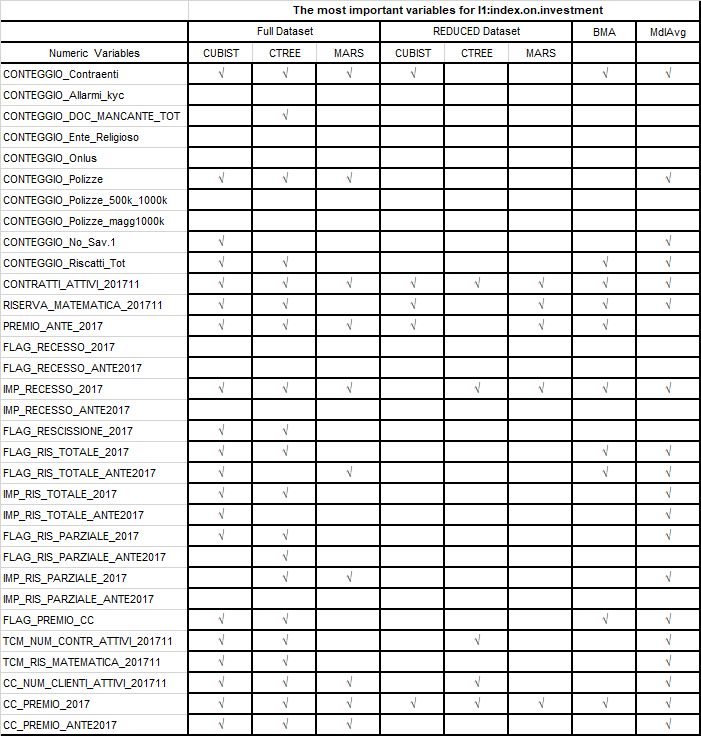 The most important variables for I1:index.on.investment
Full Dataset REDUCED Dataset BMA MdlAvg
Numeric Variables CUBIST CTREE MARS CUBIST CTREE MARS
CONTEGGIO_Contraenti √ √ √ √ √ √
CONTEGGIO_Allarmi_kyc
CONTEGGIO_DOC_MANCANTE_TOT √
CONTEGGIO_Ente_Religioso
CONTEGGIO_Onlus
CONTEGGIO_Polizze √ √ √ √
CONTEGGIO_Polizze_500k_1000k
CONTEGGIO_Polizze_magg1000k
CONTEGGIO_No_Sav.1 √ √
CONTEGGIO_Riscatti_Tot √ √ √ √
CONTRATTI_ATTIVI_201711 √ √ √ √ √ √ √ √
RISERVA_MATEMATICA_201711 √ √ √ √ √ √
PREMIO_ANTE_2017 √ √ √ √ √ √
FLAG_RECESSO_2017
FLAG_RECESSO_ANTE2017
IMP_RECESSO_2017 √ √ √ √ √ √ √
IMP_RECESSO_ANTE2017
FLAG_RESCISSIONE_2017 √ √
FLAG_RIS_TOTALE_2017 √ √ √ √
FLAG_RIS_TOTALE_ANTE2017 √ √ √ √
IMP_RIS_TOTALE_2017 √ √ √
IMP_RIS_TOTALE_ANTE2017 √ √
FLAG_RIS_PARZIALE_2017 √ √ √
FLAG_RIS_PARZIALE_ANTE2017 √
IMP_RIS_PARZIALE_2017 √ √ √
IMP_RIS_PARZIALE_ANTE2017
FLAG_PREMIO_CC √ √ √ √
TCM_NUM_CONTR_ATTIVI_201711 √ √ √ √
TCM_RIS_MATEMATICA_201711 √ √ √
CC_NUM_CLIENTI_ATTIVI_201711 √ √ √ √ √
CC_PREMIO_2017 √ √ √ √ √ √ √ √
CC_PREMIO_ANTE2017 √ √ √ √